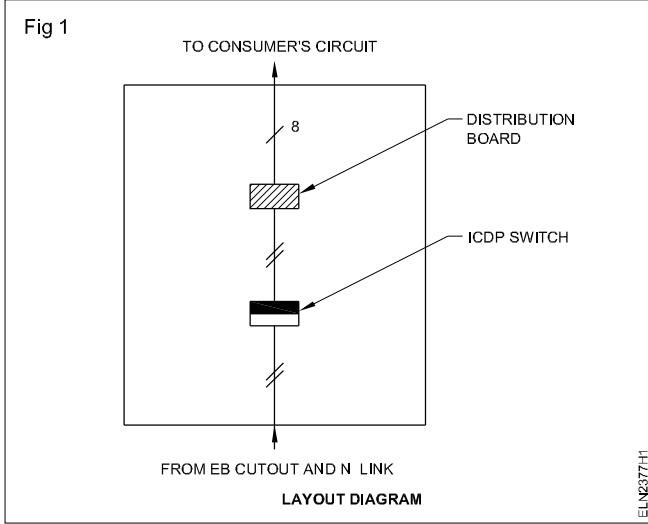 Fig 1
TO CONSUMER'S CIRCUIT
8
DISTRIBUTION
BOARD
ICDP SWITCH
FROM EB CUTOUT AND N LINK
LAYOUT DIAGRAM
ELN2377H1